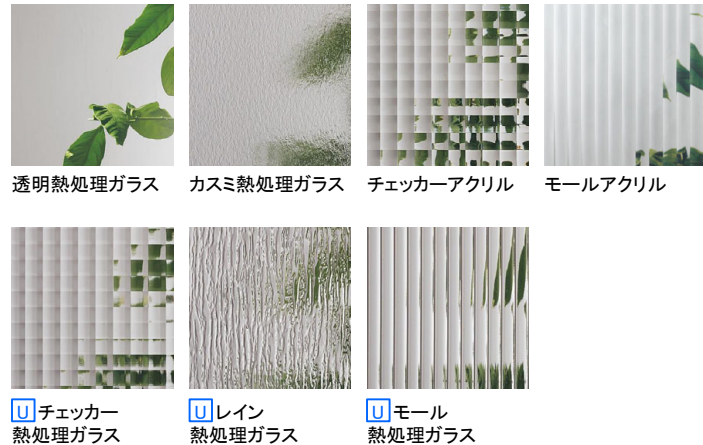 透明熱処理ガラス
カスミ熱処理ガラス
チェッカーアクリル
モールアクリル
Uチェッカー
熱処理ガラス
Uレイン
熱処理ガラス
Uモール
熱処理ガラス